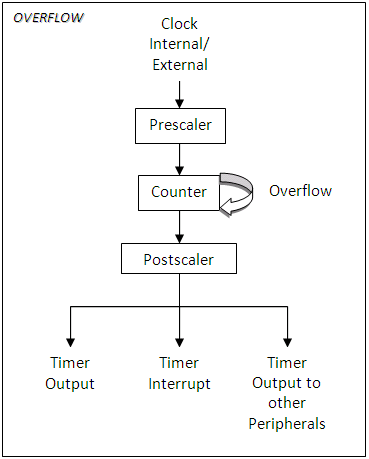 OVERFLOW
Clock
Internal/
External
Prescaler
Counter
Overflow
Postscaler
Timer
Output
Timer
Interrupt
Timer
Output to
other
Peripherals